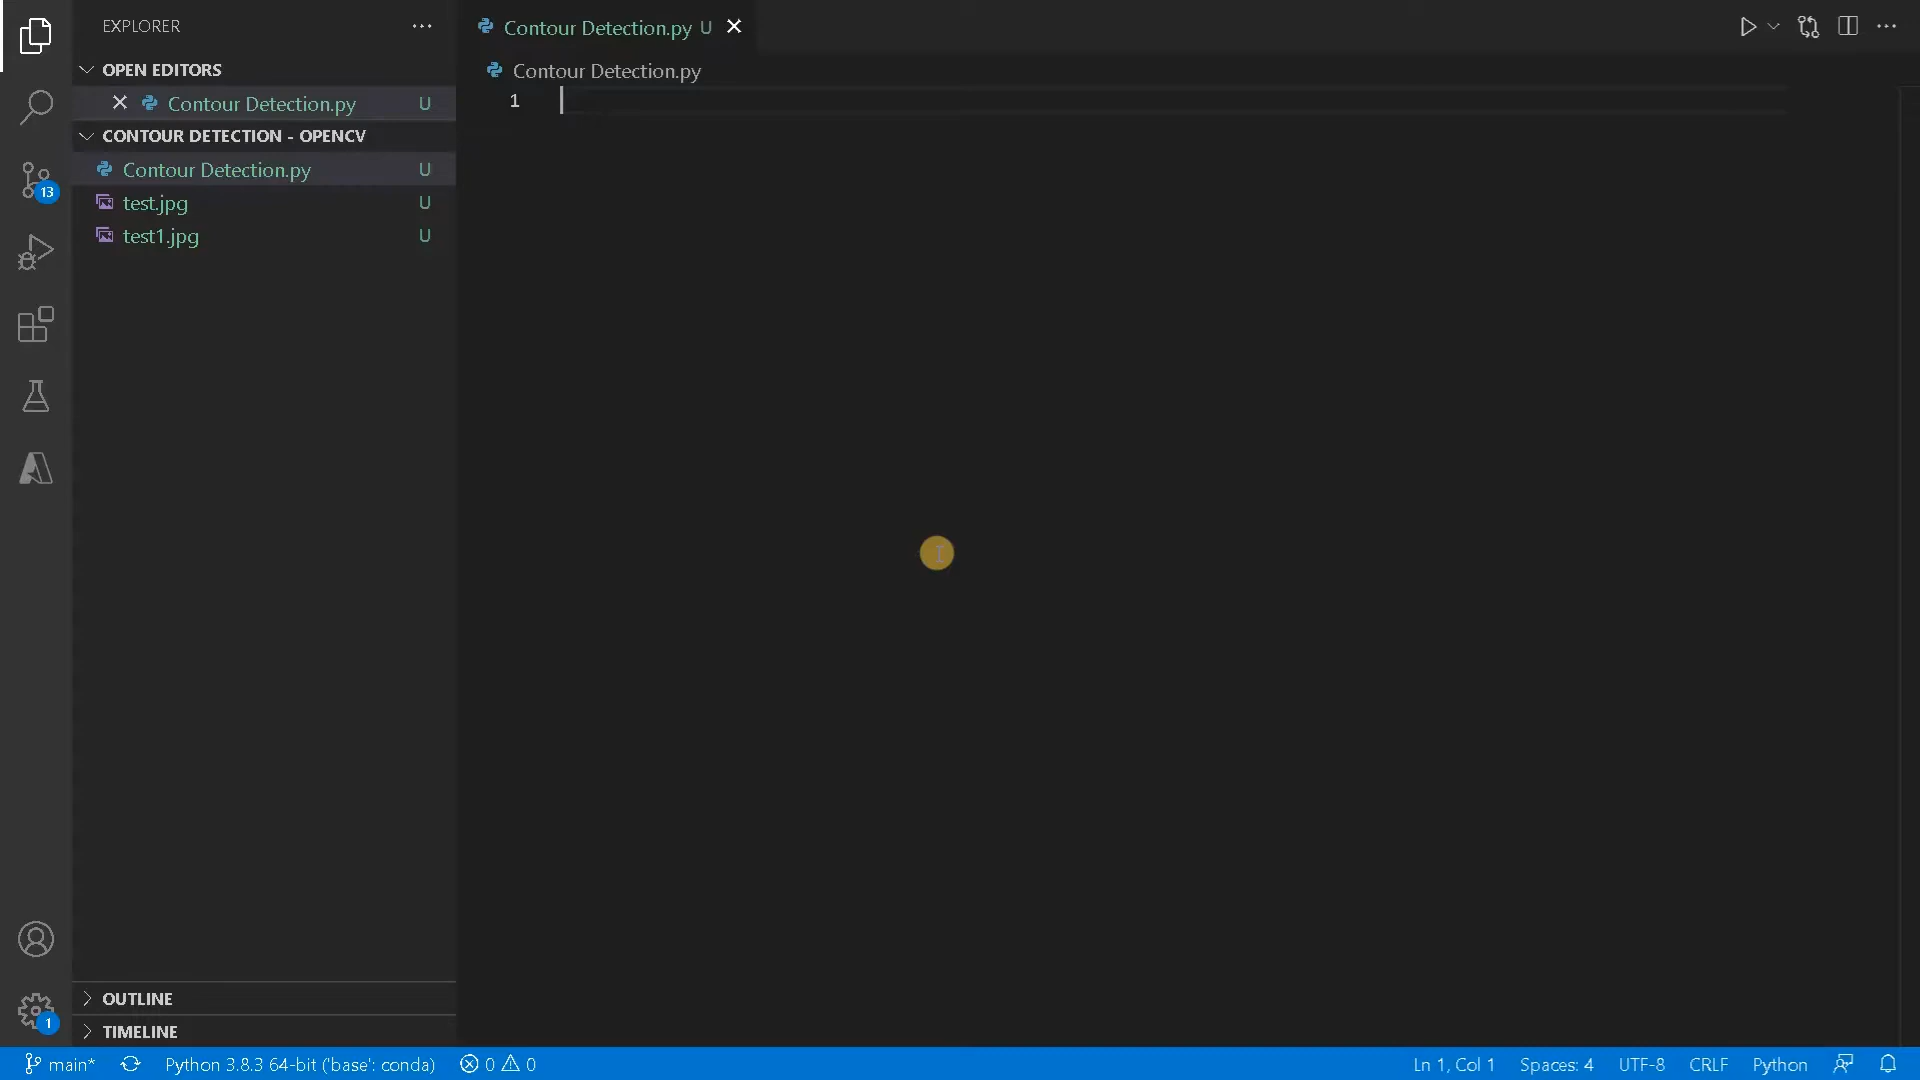 EXPLORER
OPEN EDITORS
Contour Detection.py U
CONTOUR DETECTION - OPENCV
Contour Detection.py U
test.jpg U
test1.jpg U
13
OUTLINE
TIMELINE
1
Contour Detection.py U
Contour Detection.py
1
main* Python 3.8.3 64-bit ('base': conda) 0 0 Ln 1, Col 1 Spaces: 4 UTF-8 CRLF Python